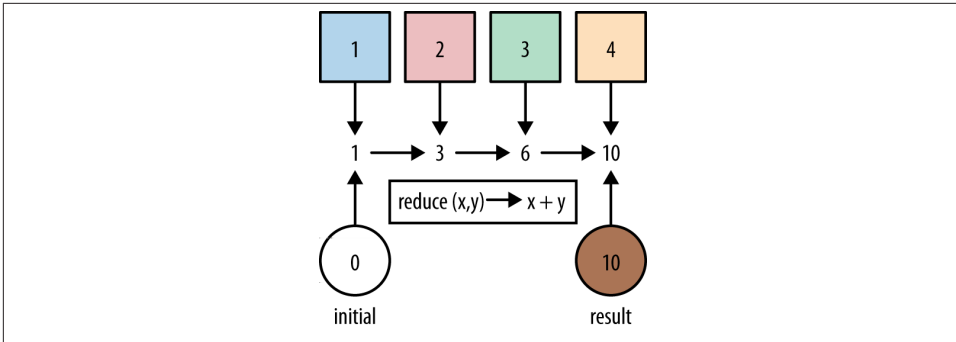 1 2 3 4
1 3 6 10
reduce (x,y) → x + y
0 10
initial result